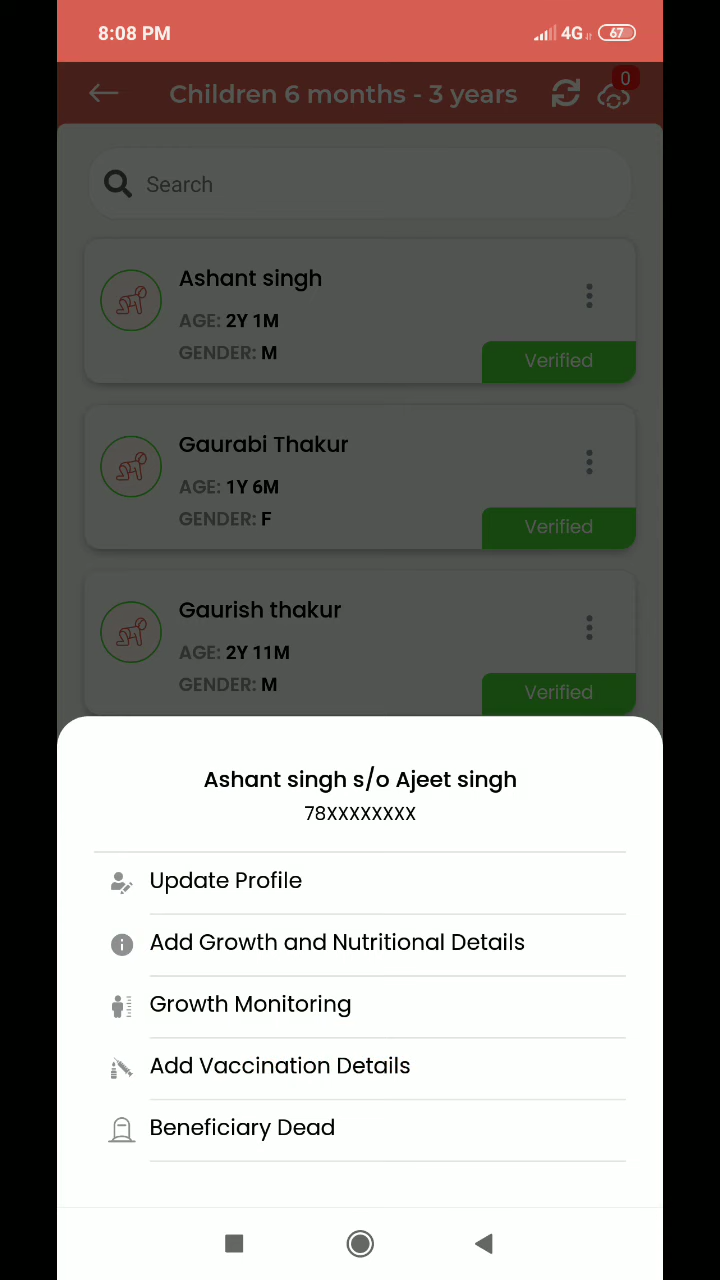 8:08 PM 4G 67
Children 6 months - 3 years 0
Search
Ashant singh
AGE: 2Y 1M
GENDER: M
Verified
Gaurabi Thakur
AGE: 1Y 6M
GENDER: F
Verified
Gaurish thakur
AGE: 2Y 11M
GENDER: M
Verified
Ashant singh s/o Ajeet singh
78XXXXXXXX
Update Profile
Add Growth and Nutritional Details
Growth Monitoring
Add Vaccination Details
Beneficiary Dead